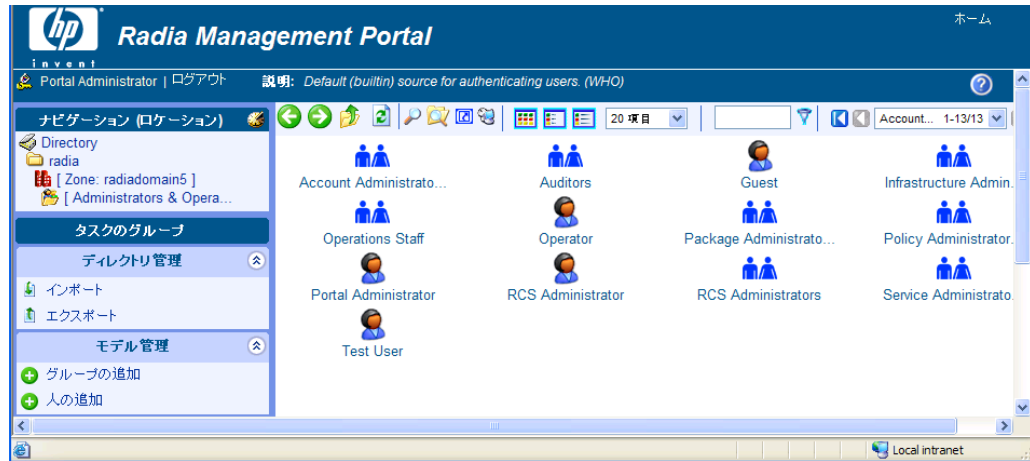 ホーム
hp
Radia Management Portal
invent
Portal Administrator | ログアウト 説明: Default (builtin) source for authenticating users. (WHO)
ナビゲーション (ロケーション)
20 項目
Account... 1-13/13
Directory
radia
[ Zone: radiadomain5 ]
[ Administrators & Opera...
タスクのグループ
ディレクトリ管理
インポート
エクスポート
モデル管理
グループの追加
人の追加
Account Administrato... Auditors Guest Infrastructure Admin.
Operations Staff Operator Package Administrato... Policy Administrator.
Portal Administrator RCS Administrator RCS Administrators Service Administrato
Test User
Local intranet